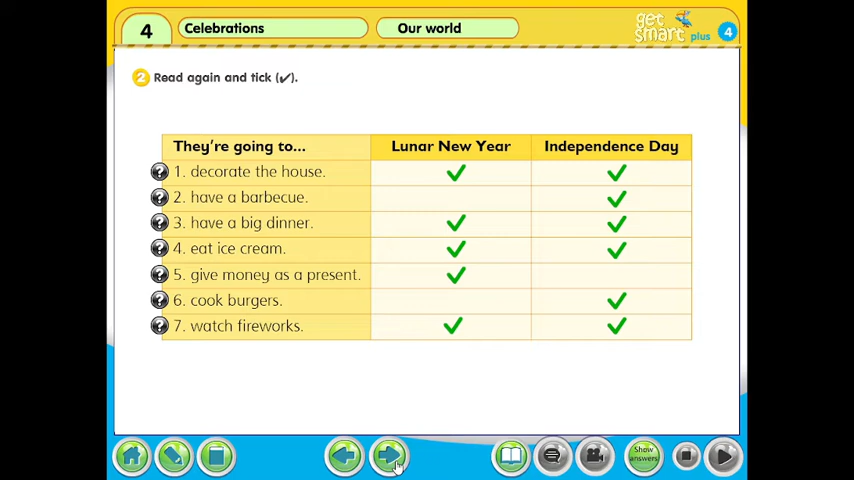 4 Celebrations Our world
get smart plus 4
2 Read again and tick (✔).
They're going to... Lunar New Year Independence Day
? 1. decorate the house. ✔ ✔
? 2. have a barbecue. ✔
? 3. have a big dinner. ✔ ✔
? 4. eat ice cream. ✔ ✔
? 5. give money as a present. ✔
? 6. cook burgers. ✔
? 7. watch fireworks. ✔ ✔
Show answers